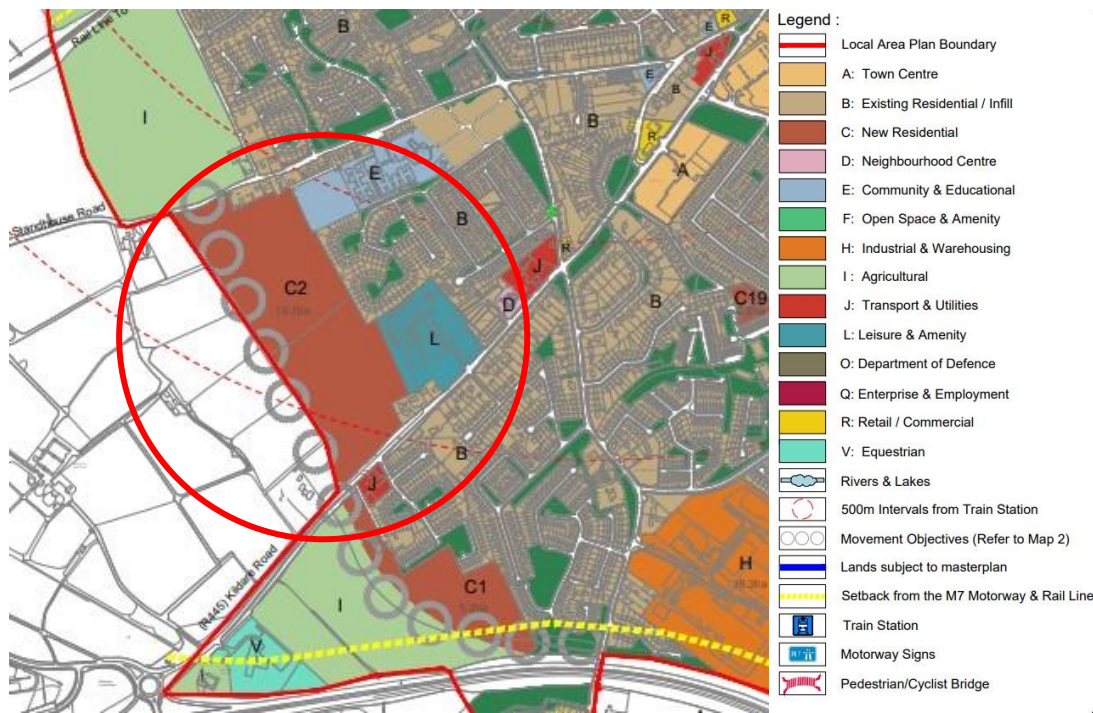 Rail Line To
B
I
E
R
J
E
B
B
R
A
E
Standhouse Road
B
C2
R
J
D
B
C19
L
B
J
H
C1
I
(R445) Kildare Road
V
I
Legend :
Local Area Plan Boundary
A: Town Centre
B: Existing Residential / Infill
C: New Residential
D: Neighbourhood Centre
E: Community & Educational
F: Open Space & Amenity
H: Industrial & Warehousing
I : Agricultural
J: Transport & Utilities
L: Leisure & Amenity
O: Department of Defence
Q: Enterprise & Employment
R: Retail / Commercial
V: Equestrian
Rivers & Lakes
500m Intervals from Train Station
Movement Objectives (Refer to Map 2)
Lands subject to masterplan
Setback from the M7 Motorway & Rail Line
Train Station
Motorway Signs
Pedestrian/Cyclist Bridge